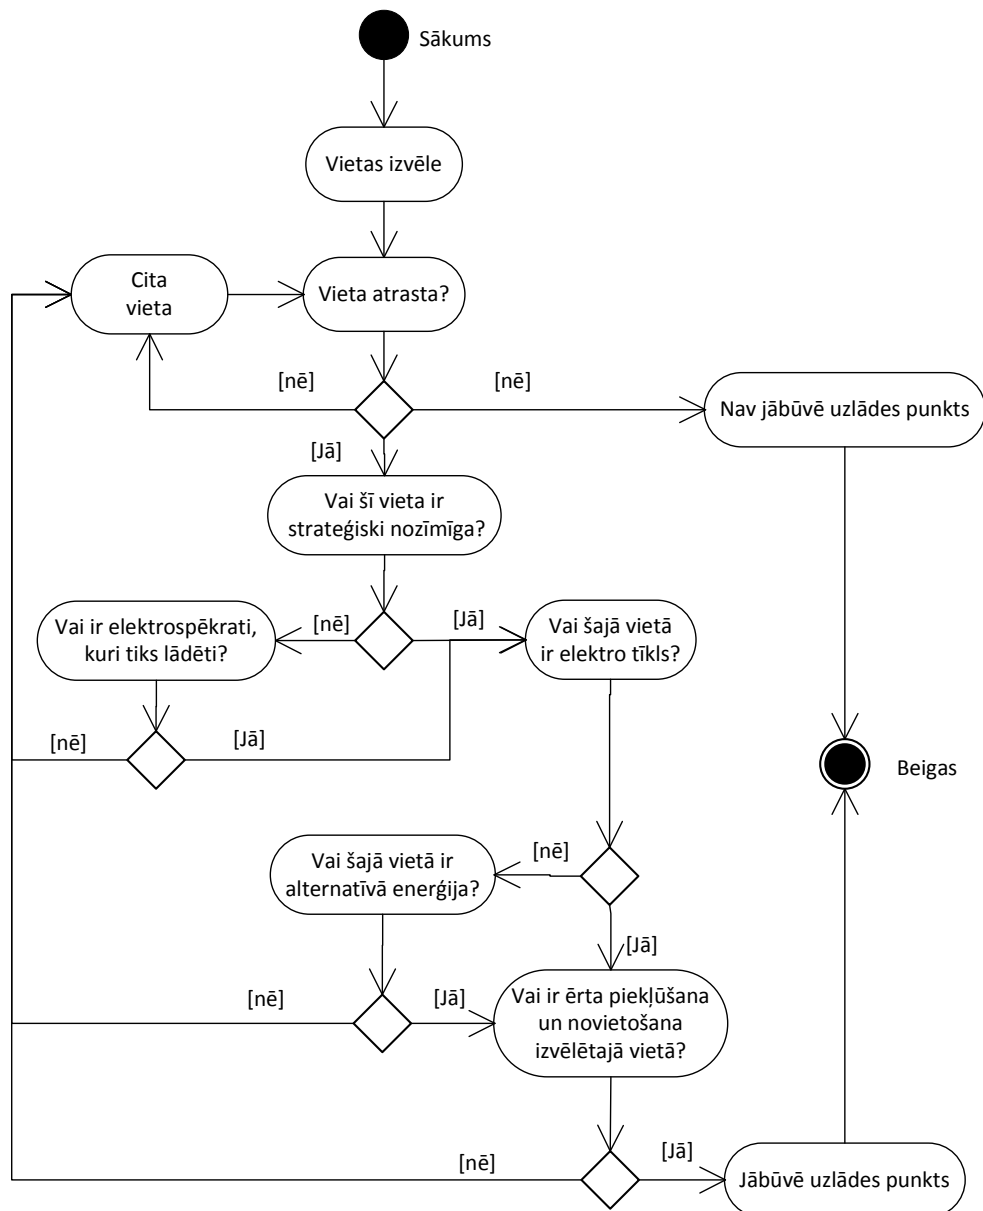 Sākums
Vietas izvēle
Cita
vieta
Vieta atrasta?
[nē]
[nē]
Nav jābūvē uzlādes punkts
[Jā]
Vai šī vieta ir
strateģiski nozīmīga?
Vai ir elektrospēkrati,
kuri tiks lādēti?
[nē]
[Jā]
Vai šajā vietā
ir elektro tīkls?
[nē]
[Jā]
Beigas
Vai šajā vietā ir
alternatīvā enerģija?
[nē]
[Jā]
[nē]
[Jā]
Vai ir ērta piekļūšana
un novietošana
izvēlētajā vietā?
[nē]
[Jā]
Jābūvē uzlādes punkts